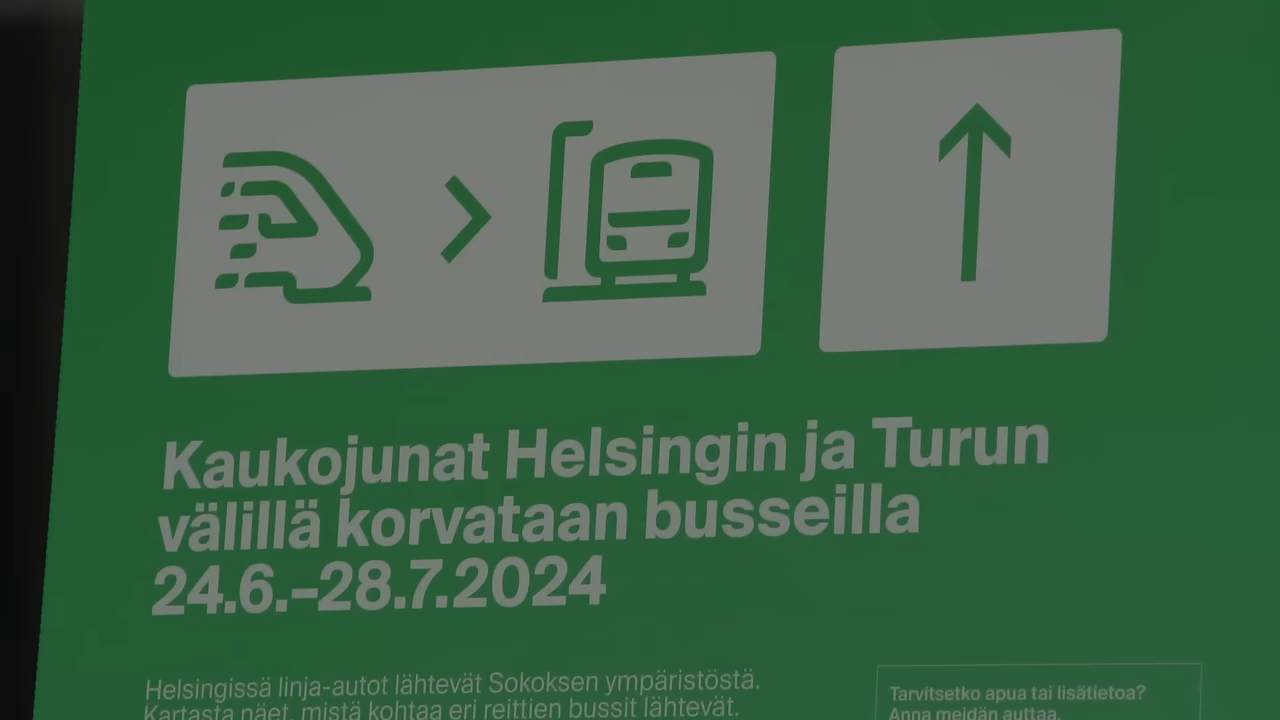 Kaukojunat Helsingin ja Turun
välillä korvataan busseilla
24.6.–28.7.2024
Helsingissä linja-autot lähtevät Sokoksen ympäristöstä.
Kartasta näet, mistä kohtaa eri reittien bussit lähtevät.
Tarvitsetko apua tai lisätietoa?
Anna meidän auttaa.